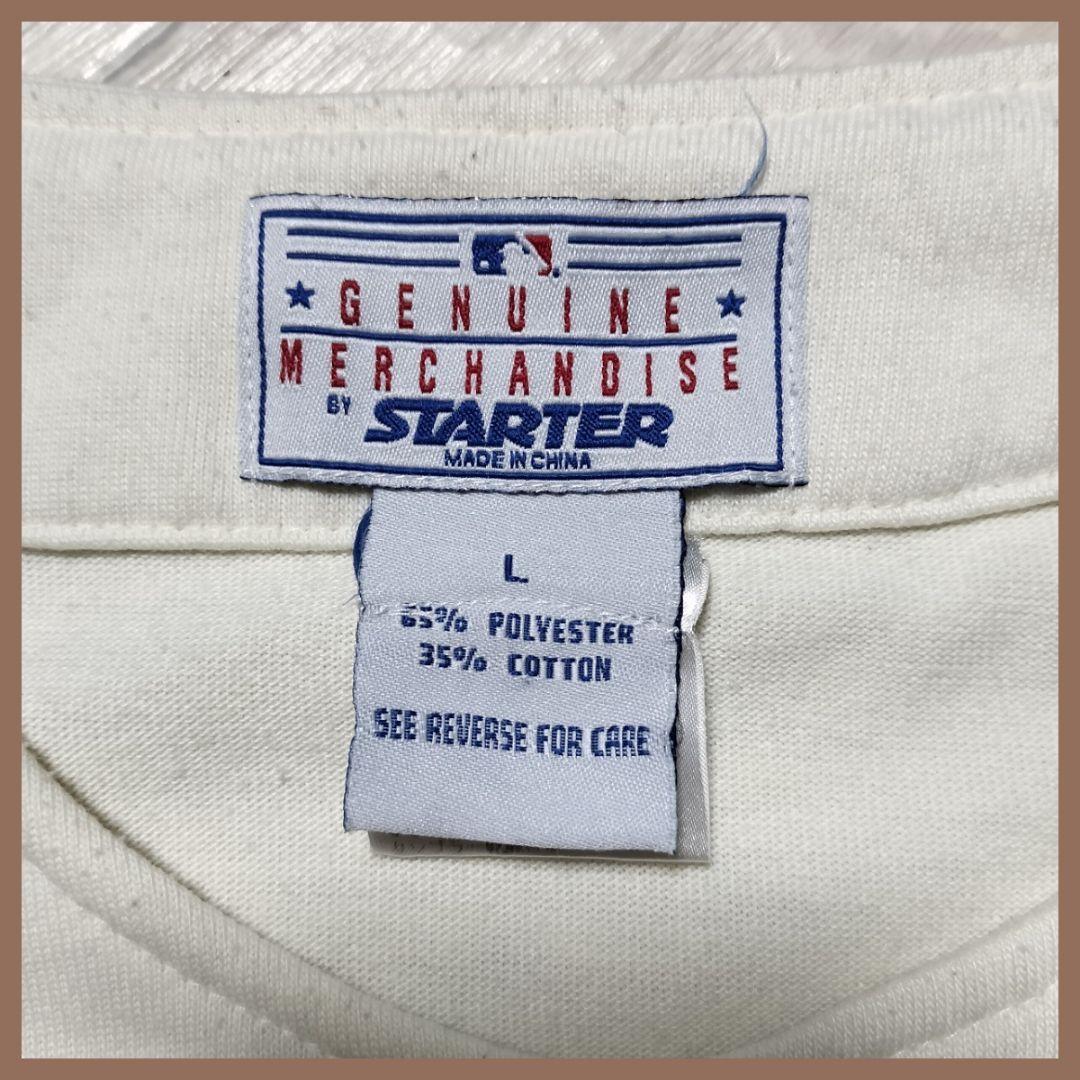 GENUINE
MERCHANDISE
BY STARTER
MADE IN CHINA
L
65% POLYESTER
35% COTTON
SEE REVERSE FOR CARE